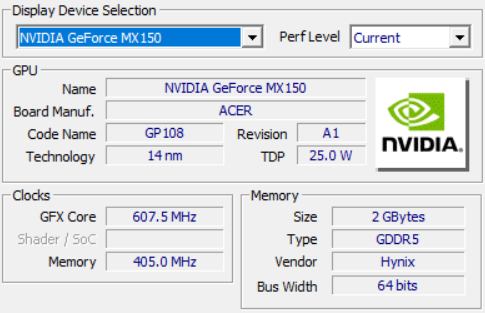 Display Device Selection
NVIDIA GeForce MX150 Perf Level Current
GPU
Name NVIDIA GeForce MX150
Board Manuf. ACER
Code Name GP108 Revision A1
Technology 14 nm TDP 25.0 W
NVIDIA.
Clocks Memory
GFX Core 607.5 MHz Size 2 GBytes
Shader / SoC Type GDDR5
Memory 405.0 MHz Vendor Hynix
Bus Width 64 bits